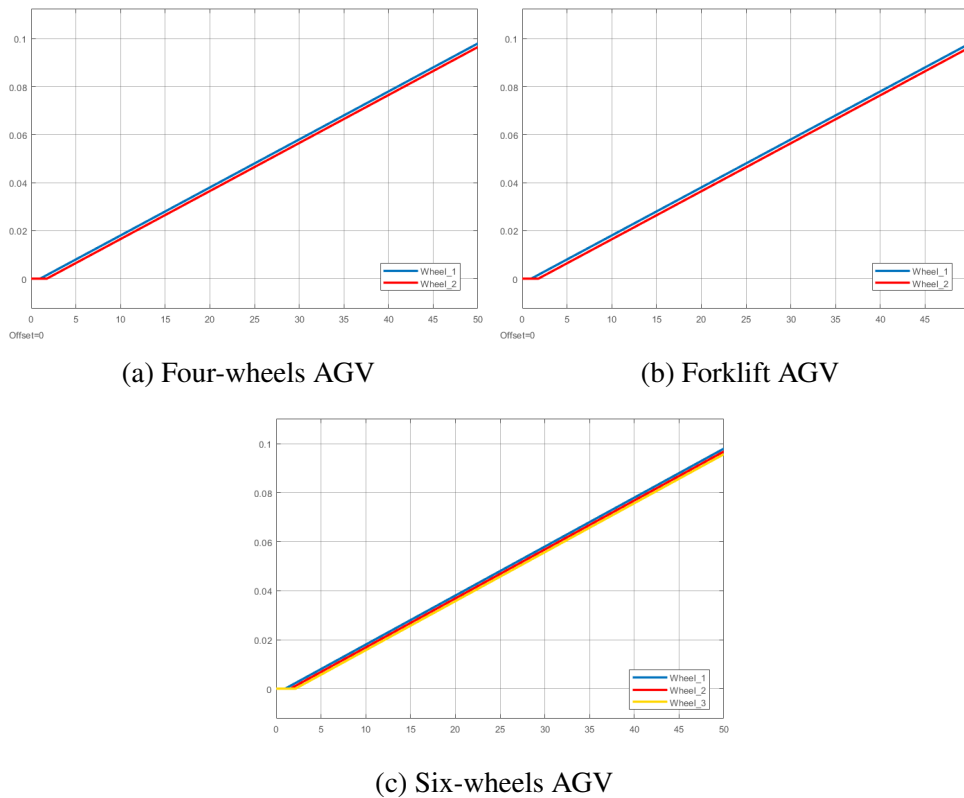 0.1
0.08
0.06
0.04
0.02
0
Wheel_1
Wheel_2
0 5 10 15 20 25 30 35 40 45 50
Offset=0
(a) Four-wheels AGV
0.1
0.08
0.06
0.04
0.02
0
Wheel_1
Wheel_2
0 5 10 15 20 25 30 35 40 45
Offset=0
(b) Forklift AGV
0.1
0.08
0.06
0.04
0.02
0
Wheel_1
Wheel_2
Wheel_3
0 5 10 15 20 25 30 35 40 45 50
(c) Six-wheels AGV